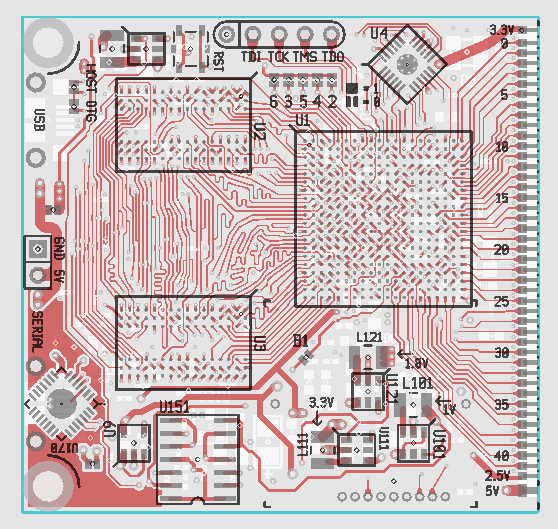 U4
3.3V
0
RST
TDI TCK TMS TDO
HOST OTG
1
0
5
6 3 5 4 2
USB
U1
U2
10
15
20
GND
5V
25
SERIAL
U3
B1
L121
30
1.8V
U121
L101
35
1V
U151
3.3V
L111
U111
U101
U17B
40
2.5V
5V